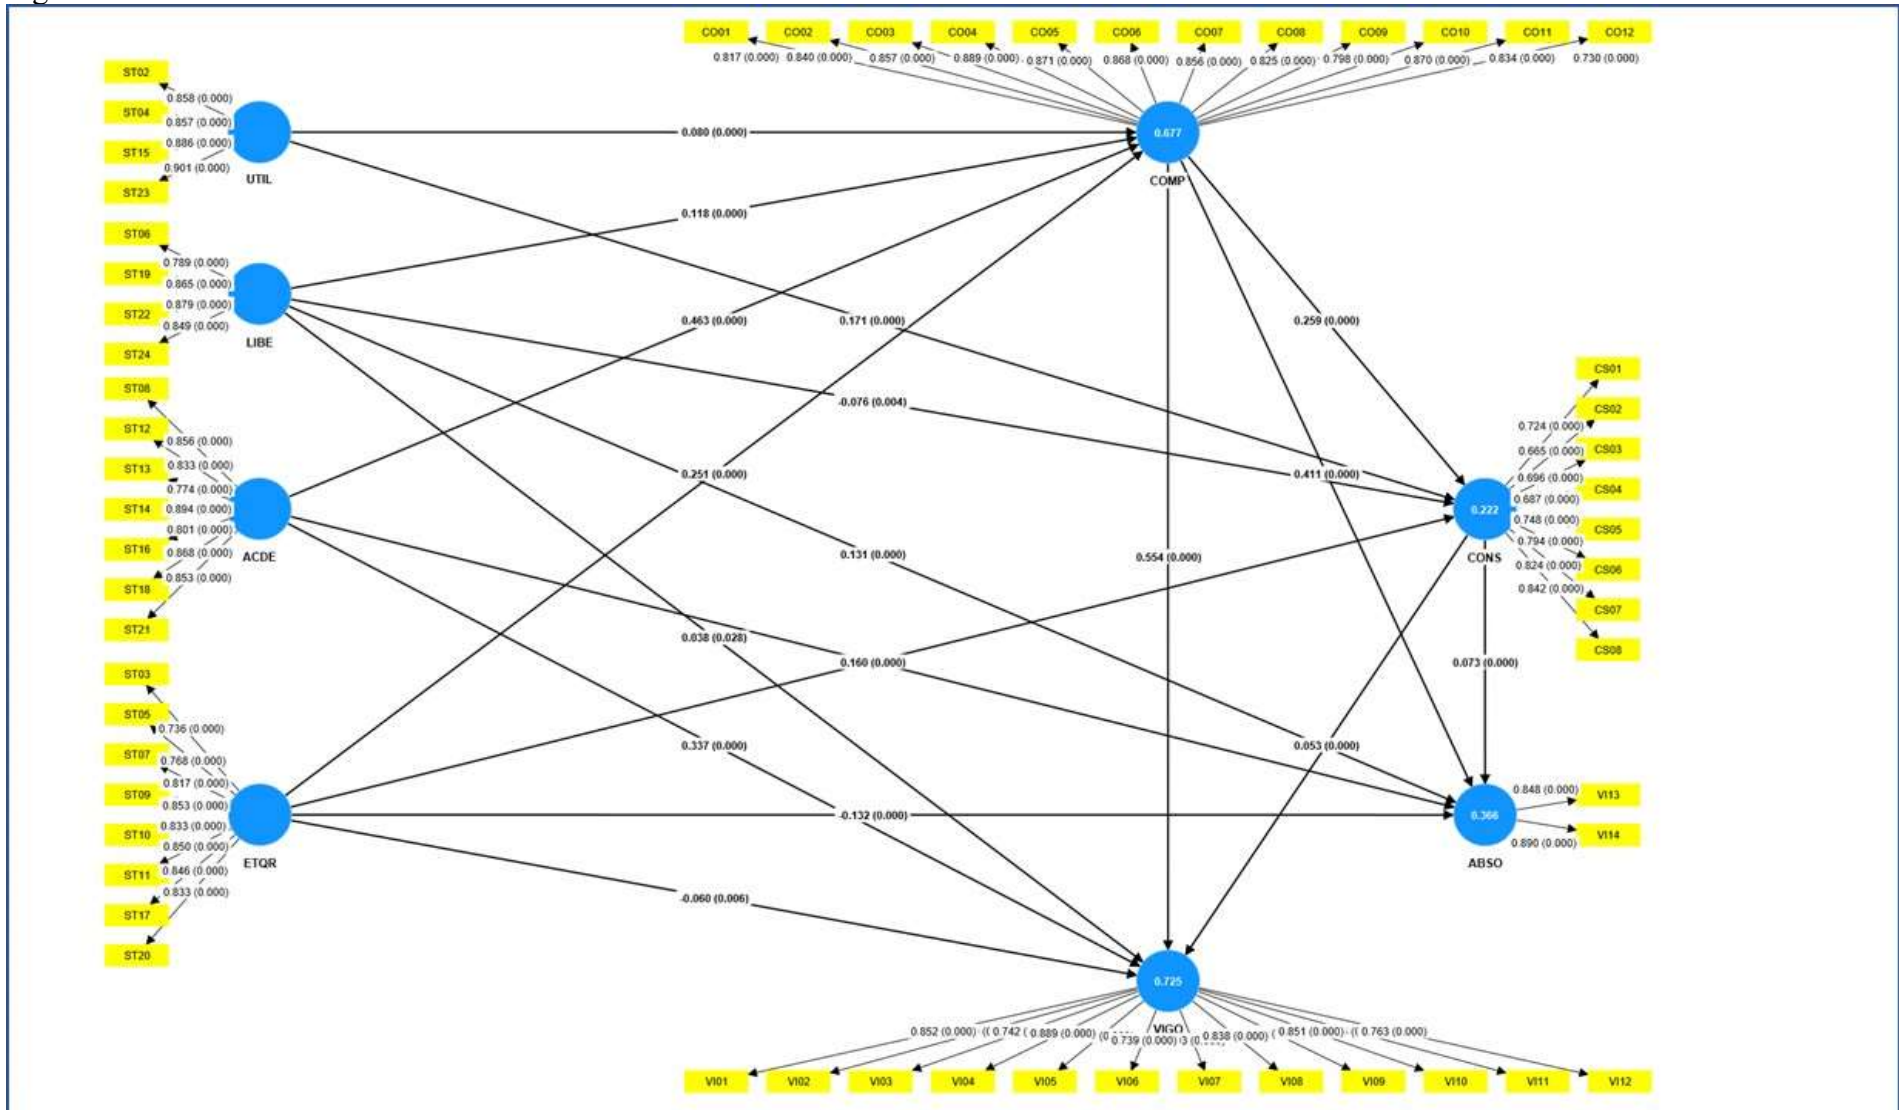 CO01 CO02 CO03 CO04 CO05 CO06 CO07 CO08 CO09 CO10 CO11 CO12
0.817 (0.000) 0.840 (0.000) 0.857 (0.000) 0.889 (0.000) 0.871 (0.000) 0.868 (0.000) 0.856 (0.000) 0.825 (0.000) 0.798 (0.000) 0.870 (0.000) 0.834 (0.000) 0.730 (0.000)
ST02
0.858 (0.000)
ST04
0.857 (0.000)
0.886 (0.000)
ST15
0.901 (0.000)
ST23
UTIL
0.080 (0.000)
0.677
COMP
ST06
0.118 (0.000)
0.789 (0.000)
ST19
0.865 (0.000)
0.879 (0.000)
ST22
0.849 (0.000)
ST24
LIBE
0.463 (0.000)
0.171 (0.000)
0.259 (0.000)
ST08
-0.076 (0.004)
ST12
0.856 (0.000)
0.833 (0.000)
ST13
0.774 (0.000)
ST14
0.894 (0.000)
0.801 (0.000)
ST16
0.868 (0.000)
0.853 (0.000)
ST18
ST21
ACDE
0.251 (0.000)
0.411 (0.000)
0.131 (0.000)
0.554 (0.000)
CS01
CS02
0.724 (0.000)
CS03
0.665 (0.000)
0.696 (0.000)
CS04
0.687 (0.000)
0.222
0.748 (0.000)
CS05
0.794 (0.000)
CONS
0.824 (0.000)
CS06
0.842 (0.000)
CS07
CS08
0.038 (0.028)
0.160 (0.000)
0.073 (0.000)
ST03
ST05
0.736 (0.000)
ST07
0.768 (0.000)
0.817 (0.000)
ST09
0.853 (0.000)
0.833 (0.000)
ST10
0.850 (0.000)
0.846 (0.000)
ST11
0.833 (0.000)
ST17
ST20
ETQR
0.337 (0.000)
0.053 (0.000)
-0.132 (0.000)
0.848 (0.000)
VI13
0.366
VI14
0.890 (0.000)
ABSO
-0.060 (0.006)
0.725
VIGO
0.852 (0.000) 0.742 0.889 (0.000) 0.739 (0.000) 0.838 (0.000) 0.851 (0.000) 0.763 (0.000)
VI01 VI02 VI03 VI04 VI05 VI06 VI07 VI08 VI09 VI10 VI11 VI12